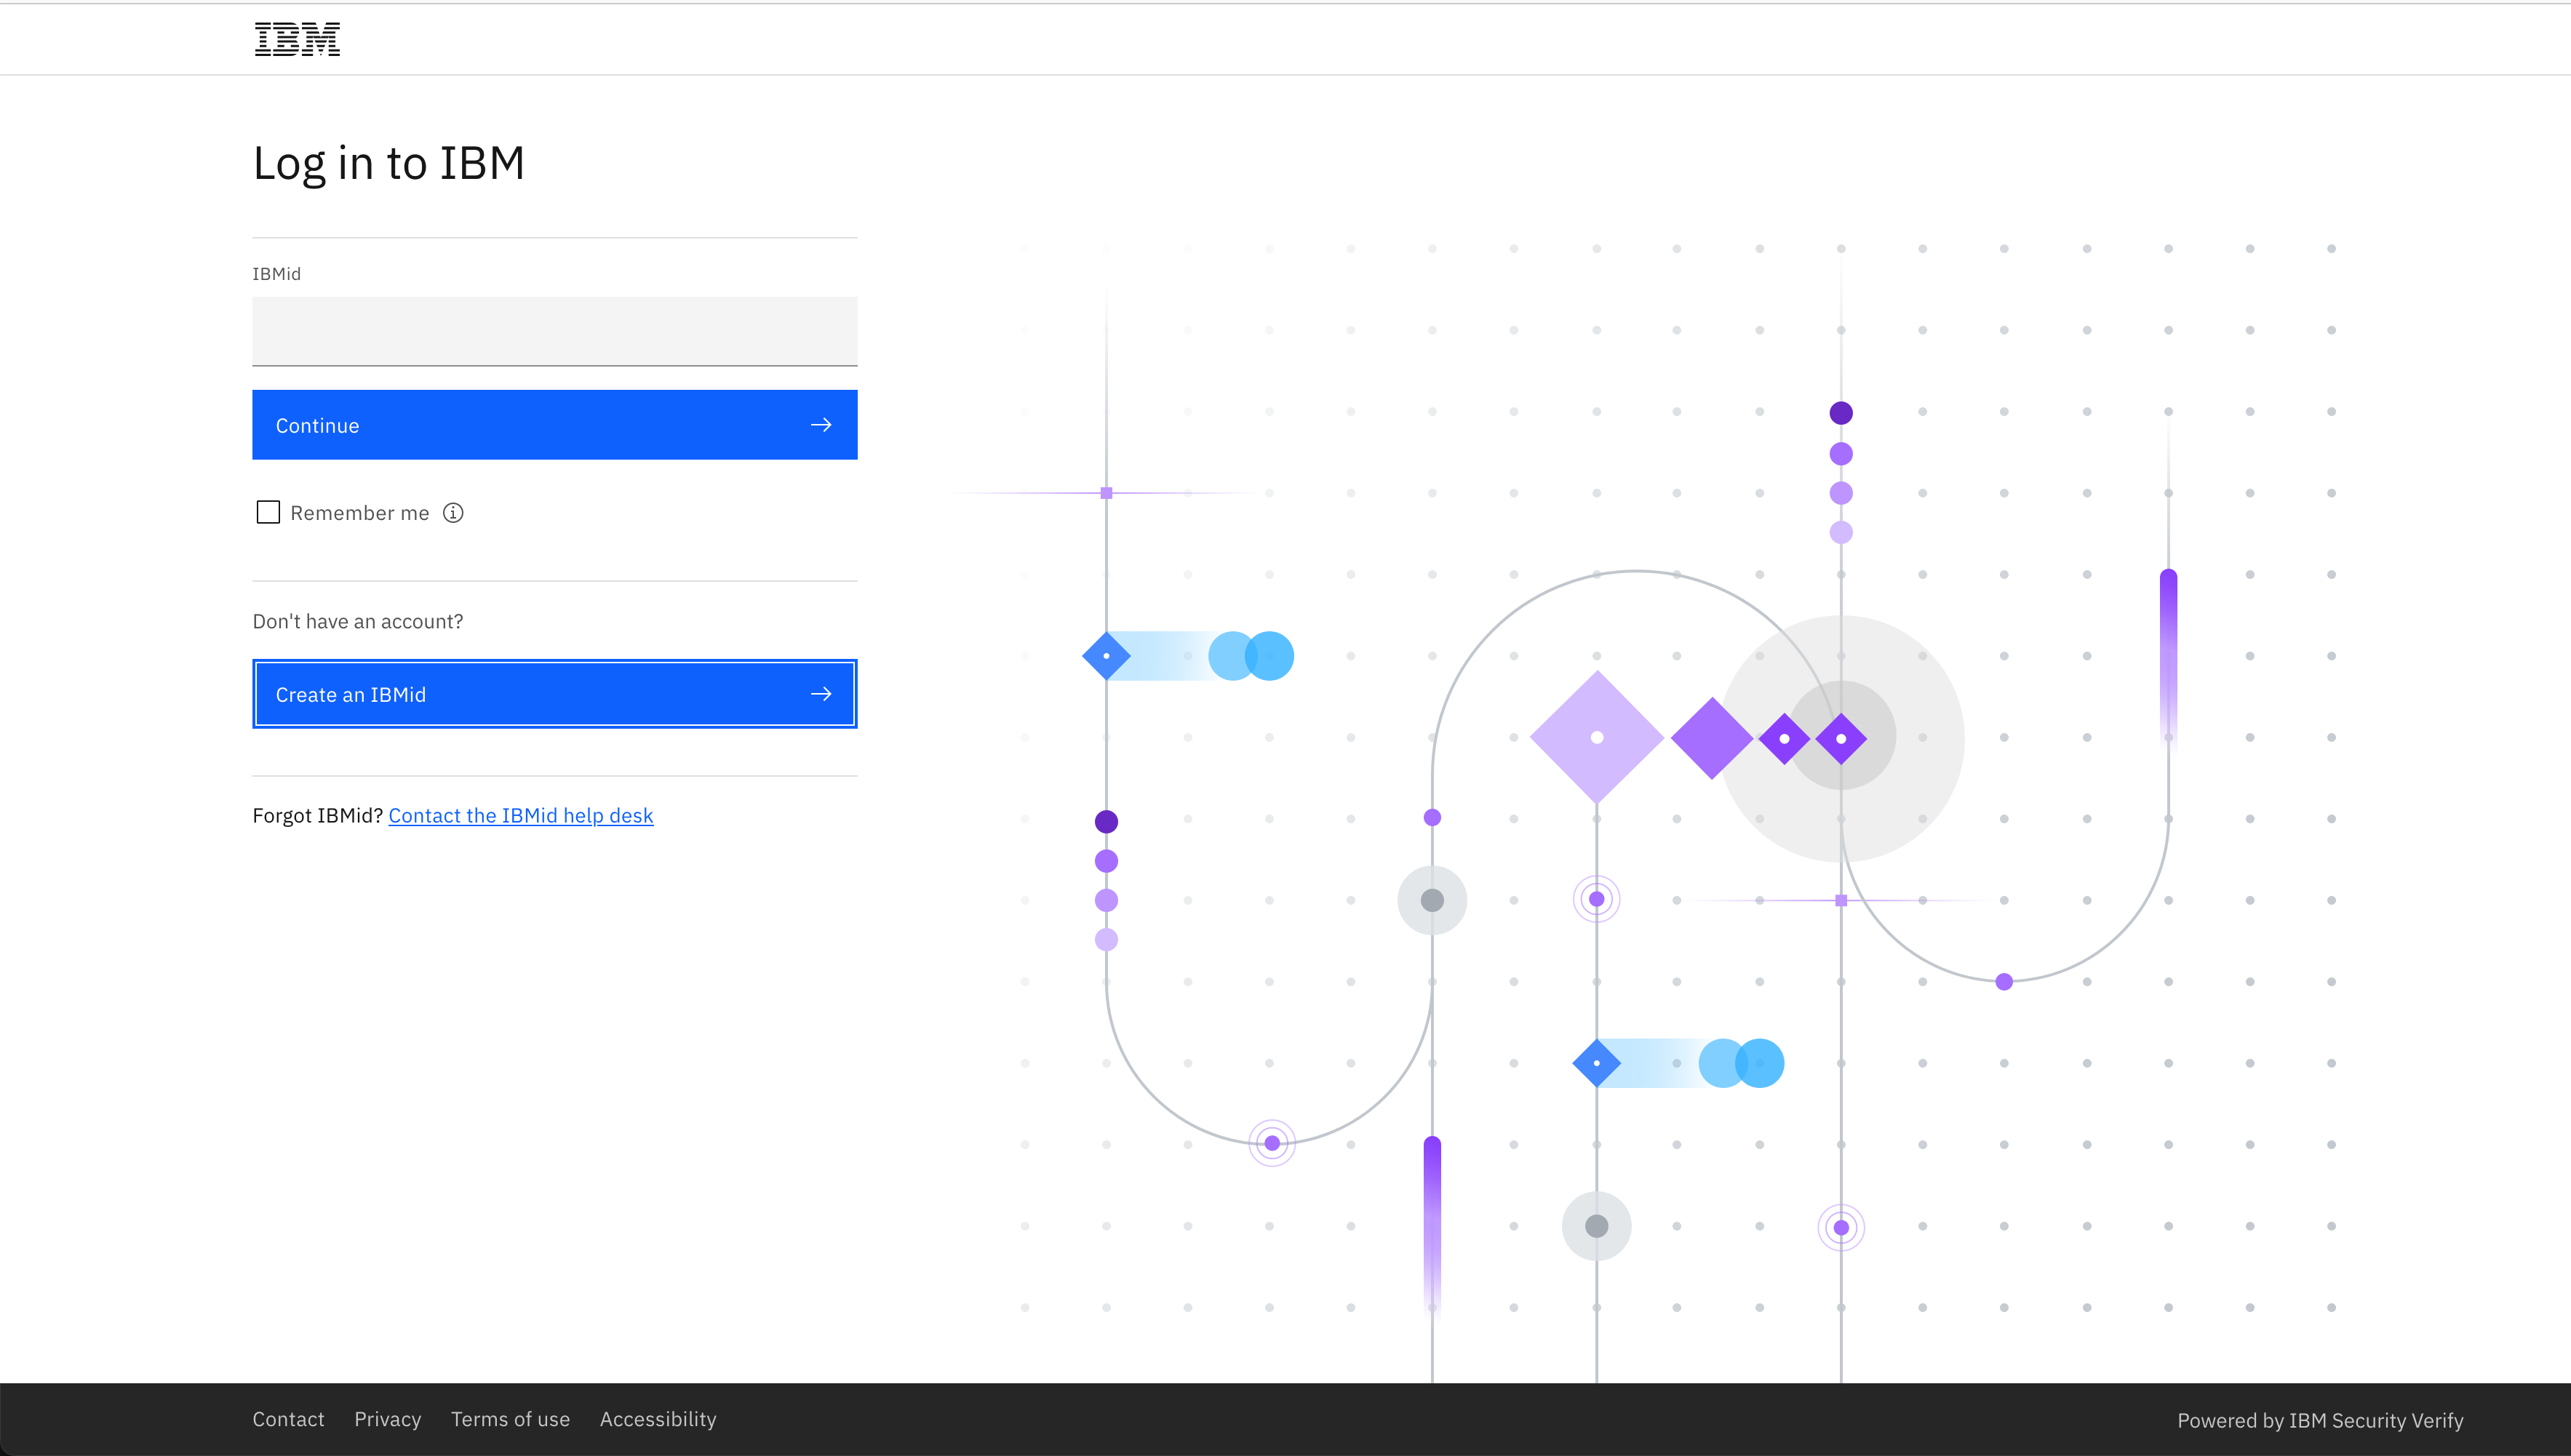 IBM
Log in to IBM
IBMid
Continue
Remember me
Don't have an account?
Create an IBMid
Forgot IBMid? Contact the IBMid help desk
Contact Privacy Terms of use Accessibility
Powered by IBM Security Verify